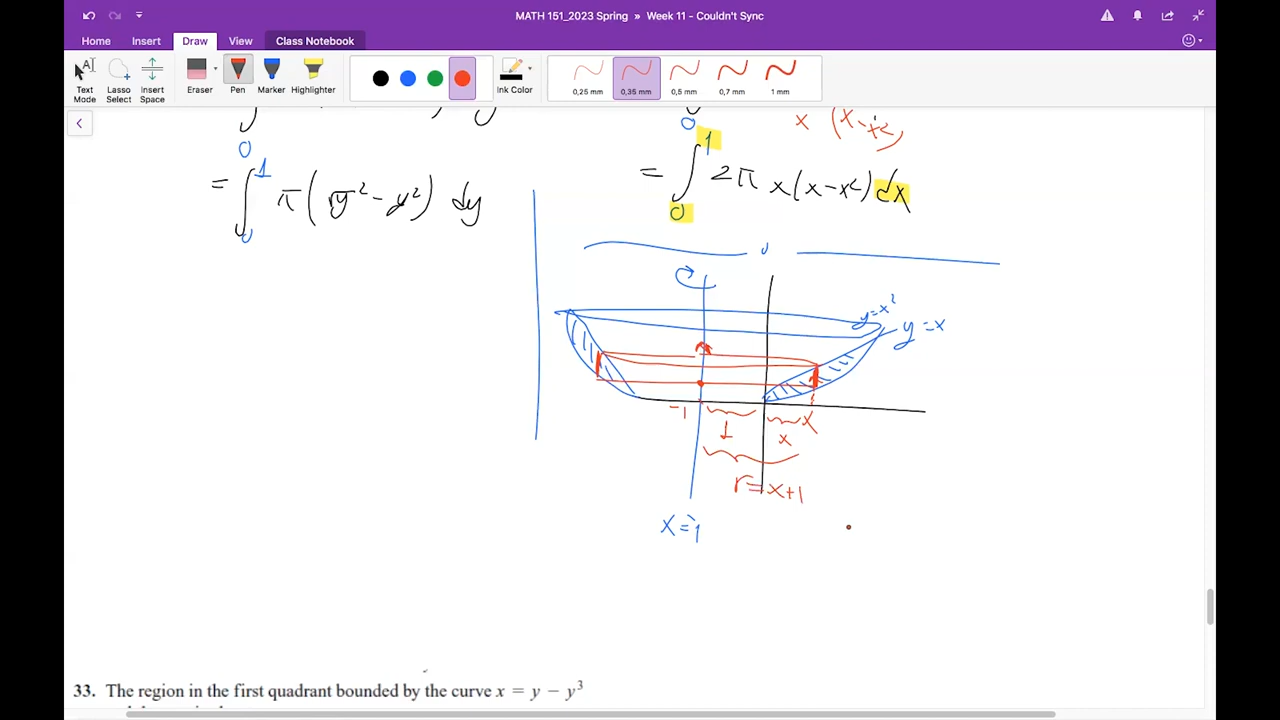 MATH 151_2023 Spring » Week 11 - Couldn't Sync
Home Insert Draw View Class Notebook
Text Mode
Lasso Select
Insert Space
Eraser
Pen
Marker
Highlighter
Ink Color
0,25 mm 0,35 mm 0,5 mm 0,7 mm 1 mm
0
0
x (x-x²)
= ∫₀¹ π(√y² - y²) dy
= ∫₀¹ 2π x(x-x²) dx
y=x²
y=x
-1
1
x
x
r=x+1
x=-1
33. The region in the first quadrant bounded by the curve x = y − y³